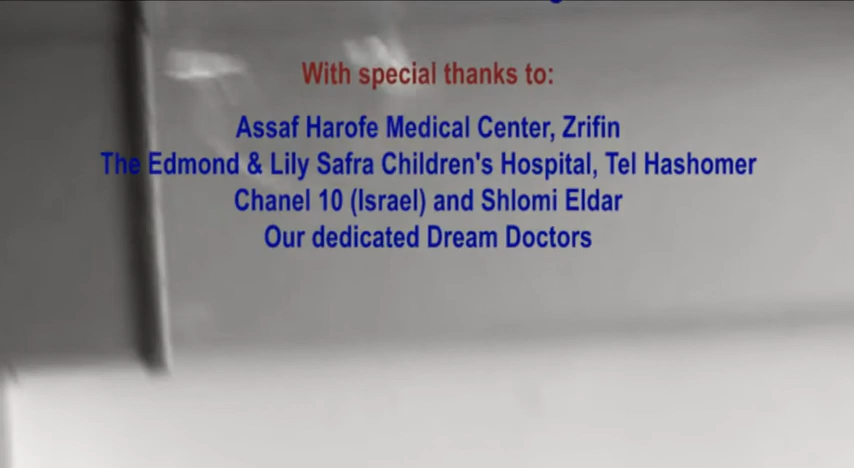 With special thanks to:
Assaf Harofe Medical Center, Zrifin
The Edmond & Lily Safra Children's Hospital, Tel Hashomer
Chanel 10 (Israel) and Shlomi Eldar
Our dedicated Dream Doctors